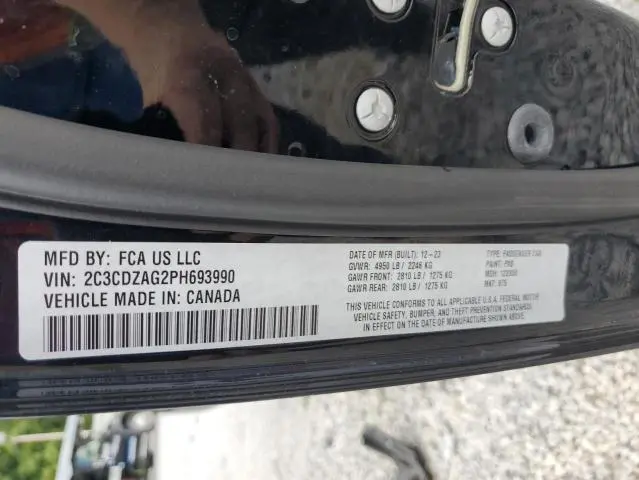 MFD BY: FCA US LLC
VIN: 2C3CDZAG2PH693990
VEHICLE MADE IN: CANADA
DATE OF MFR (BUILT): 12-23
GVWR: 4950 LB / 2246 KG
GAWR FRONT: 2810 LB / 1275 KG
GAWR REAR: 2810 LB / 1275 KG
TYPE: PASSENGER CAR
PAINT:
MDH:
MAT:
THIS VEHICLE CONFORMS TO ALL APPLICABLE U.S.A. FEDERAL MOTOR
VEHICLE SAFETY, BUMPER, AND THEFT PREVENTION STANDARDS
IN EFFECT ON THE DATE OF MANUFACTURE SHOWN ABOVE.